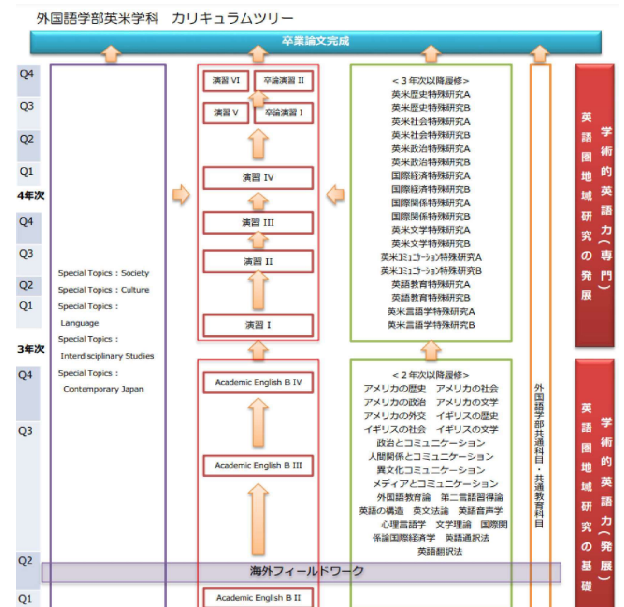 外国語学部英米学科 カリキュラムツリー
卒業論文完成
Q4
Q3
Q2
Q1
4年次
Q4
Q3
Q2
Q1
3年次
Q4
Q3
Q2
Q1
Special Topics : Society
Special Topics : Culture
Special Topics :
Language
Special Topics :
Interdsciplinary Studies
Special Topics :
Contemporary Japan
演習 VI 卒論演習 II
演習 V 卒論演習 I
演習 IV
演習 III
演習 II
演習 I
Academic English B IV
Academic English B III
Academic English B II
<3年次以降履修>
英米歴史特殊研究A
英米歴史特殊研究B
英米社会特殊研究A
英米社会特殊研究B
英米政治特殊研究A
英米政治特殊研究B
国際経済特殊研究A
国際経済特殊研究B
国際関係特殊研究A
国際関係特殊研究B
英米文学特殊研究A
英米文学特殊研究B
英米コミュニケーション特殊研究A
英米コミュニケーション特殊研究B
英語教育特殊研究A
英語教育特殊研究B
英米言語学特殊研究A
英米言語学特殊研究B
<2年次以降履修>
アメリカの歴史 アメリカの社会
アメリカの政治 アメリカの文学
アメリカの外交 イギリスの歴史
イギリスの社会 イギリスの文学
政治とコミュニケーション
人間関係とコミュニケーション
異文化コミュニケーション
メディアとコミュニケーション
外国語教育論 第二言語習得論
英語の構造 英文法論 英語音声学
心理言語学 文学理論 国際関
係論国際経済学 英語通訳法
英語翻訳法
外国語学部共通科目・共通教育科目
海外フィールドワーク
学術的英語力(専門)
英語圏地域研究の発展
学術的英語力(発展)
英語圏地域研究の基礎